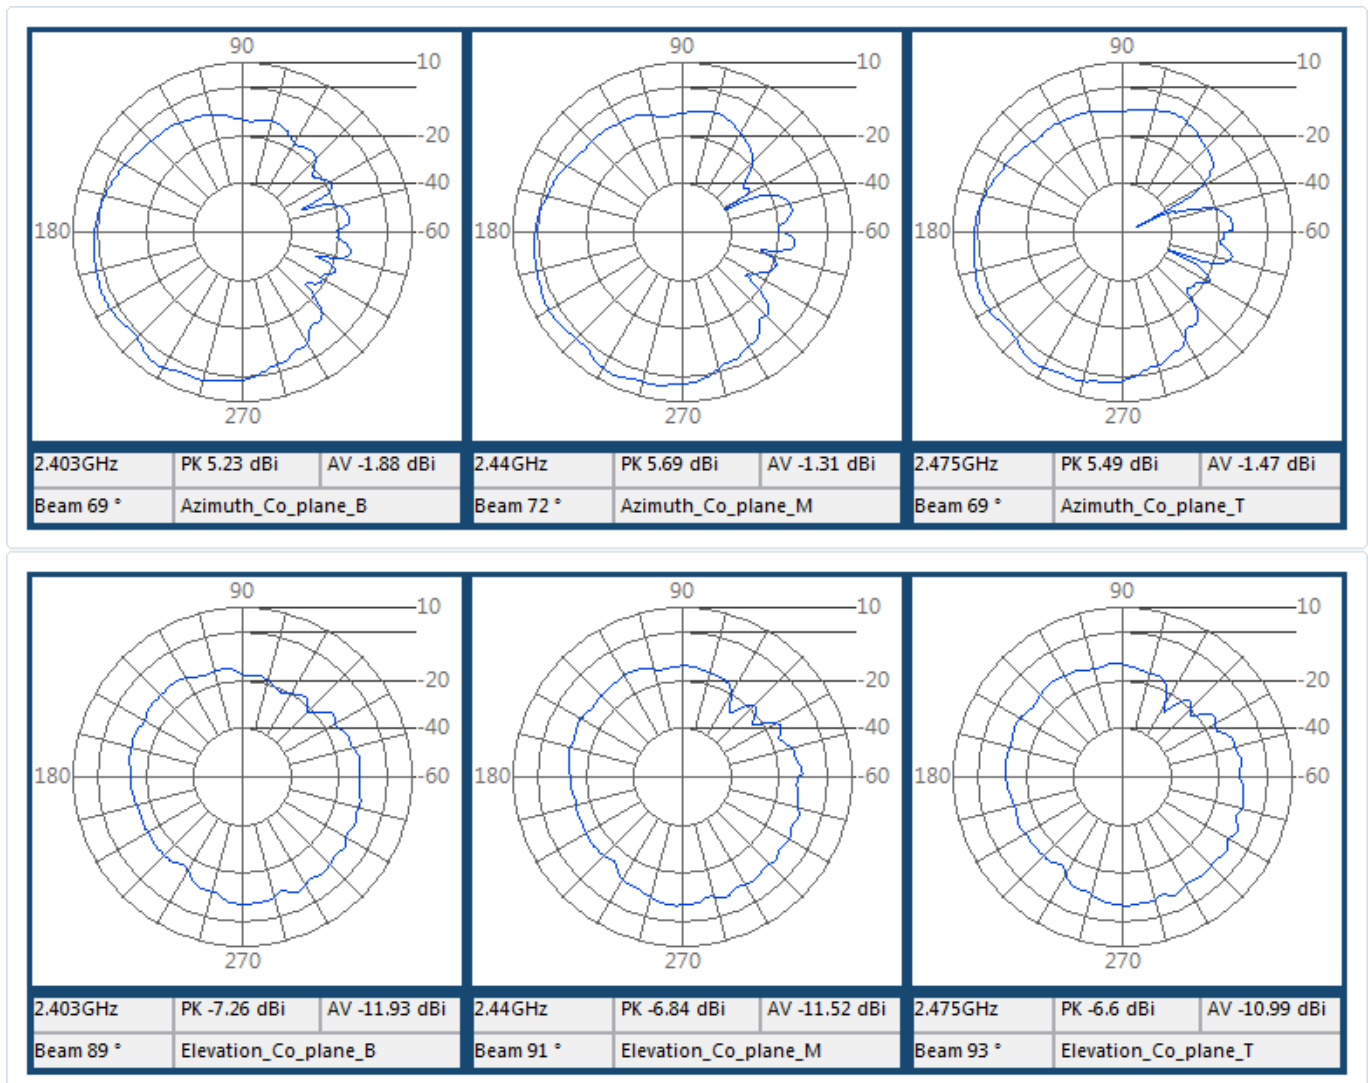 90 90 90
10 10 10
-20 -20 -20
-40 -40 -40
180 -60 180 -60 180 -60
270 270 270
2.403GHz PK 5.23 dBi AV -1.88 dBi 2.44GHz PK 5.69 dBi AV -1.31 dBi 2.475GHz PK 5.49 dBi AV -1.47 dBi
Beam 69 ° Azimuth_Co_plane_B Beam 72 ° Azimuth_Co_plane_M Beam 69 ° Azimuth_Co_plane_T
90 90 90
10 10 10
-20 -20 -20
-40 -40 -40
180 -60 180 -60 180 -60
270 270 270
2.403GHz PK -7.26 dBi AV -11.93 dBi 2.44GHz PK -6.84 dBi AV -11.52 dBi 2.475GHz PK -6.6 dBi AV -10.99 dBi
Beam 89 ° Elevation_Co_plane_B Beam 91 ° Elevation_Co_plane_M Beam 93 ° Elevation_Co_plane_T